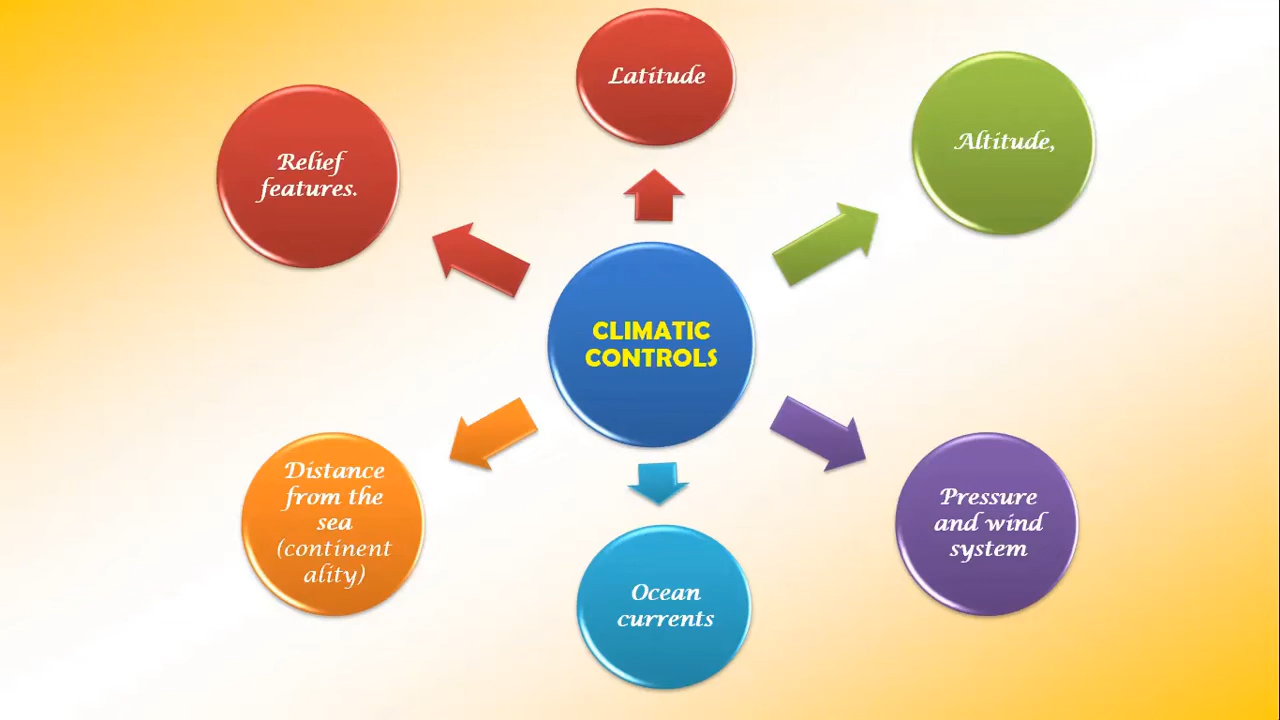 Latitude
Altitude,
Relief
features.
CLIMATIC
CONTROLS
Distance
from the
sea
(continent
ality)
Pressure
and wind
system
Ocean
currents